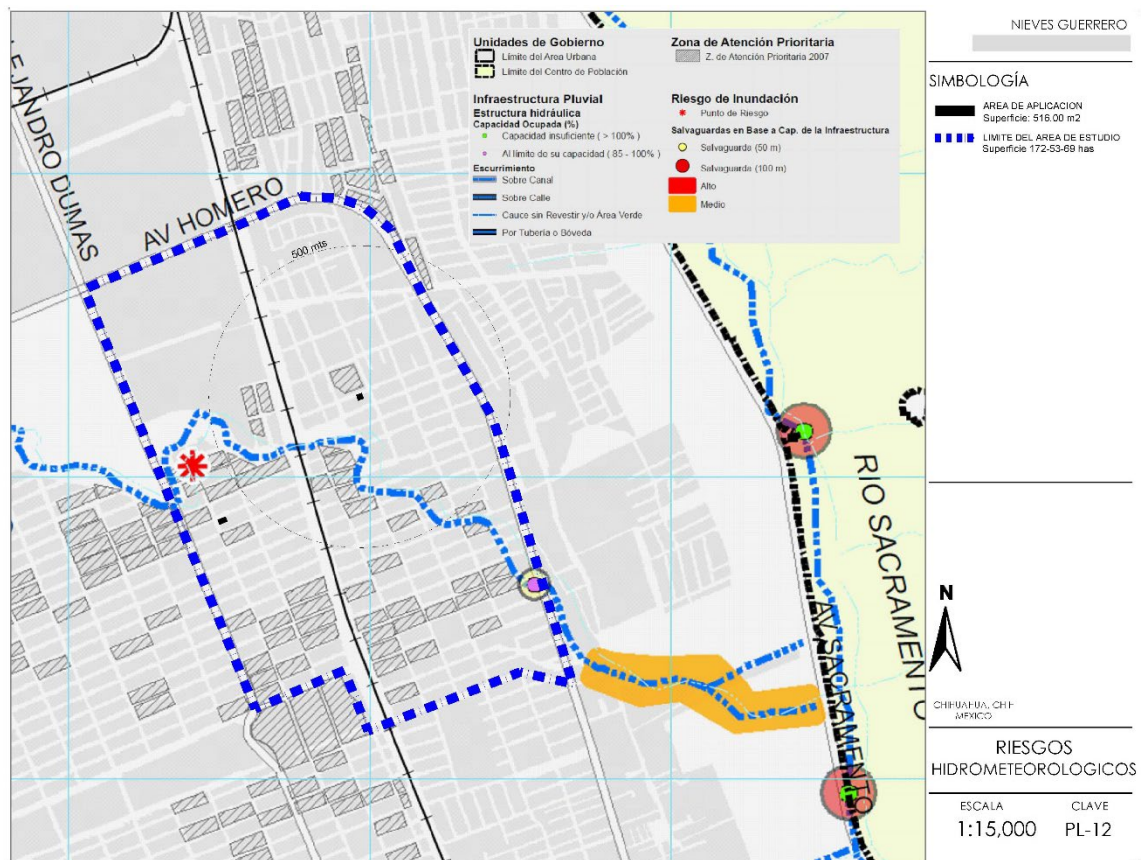 EJANDRO DUMAS
AV HOMERO
500 mts
Unidades de Gobierno
Límite del Area Urbana
Límite del Centro de Población
Zona de Atención Prioritaria
Z. de Atención Prioritaria 2007
Infraestructura Pluvial
Estructura hidráulica
Capacidad Ocupada (%)
Capacidad insuficiente ( > 100% )
Al límite de su capacidad ( 85 - 100% )
Escurrimiento
Sobre Canal
Sobre Calle
Cauce sin Revestir y/o Área Verde
Por Tubería o Bóveda
Riesgo de Inundación
Punto de Riesgo
Salvaguardas en Base a Cap. de la Infraestructura
Salvaguarda (50 m)
Salvaguarda (100 m)
Alto
Medio
RIO SACRAMENTO
AV SACRAMENTO
NIEVES GUERRERO
SIMBOLOGÍA
AREA DE APLICACION
Superficie: 516.00 m2
LIMITE DEL AREA DE ESTUDIO
Superficie 172-53-69 has
N
CHIHUAHUA, CHIH
MEXICO
RIESGOS
HIDROMETEOROLOGICOS
ESCALA
1:15,000
CLAVE
PL-12